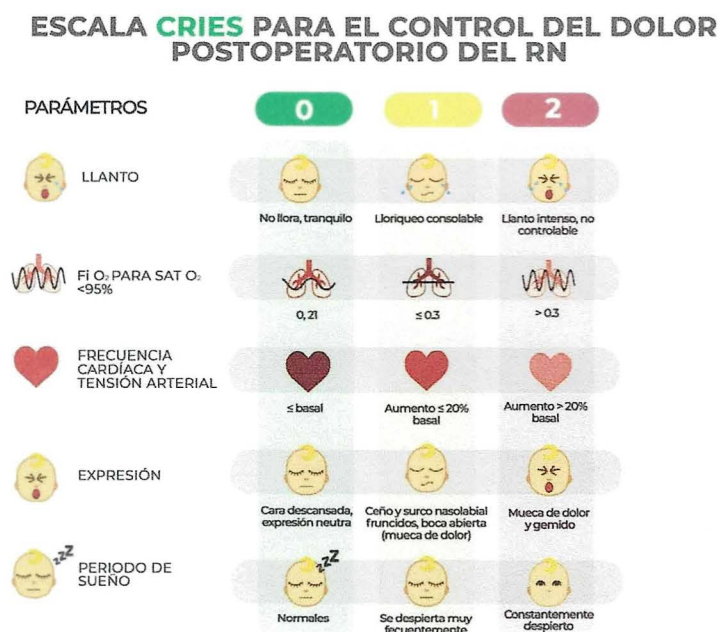 ESCALA CRIES PARA EL CONTROL DEL DOLOR
POSTOPERATORIO DEL RN
PARÁMETROS
0
1
2
LLANTO
No llora, tranquilo
Lloriqueo consolable
Llanto intenso, no
controlable
Fi O₂ PARA SAT O₂
<95%
0, 21
≤ 0.3
> 0.3
FRECUENCIA
CARDÍACA Y
TENSIÓN ARTERIAL
≤ basal
Aumento ≤ 20%
basal
Aumento > 20%
basal
EXPRESIÓN
Cara descansada,
expresión neutra
Ceño y surco nasolabial
fruncidos, boca abierta
(mueca de dolor)
Mueca de dolor
y gemido
PERIODO DE
SUEÑO
zzz
zzz
Normales
Se despierta muy
fecuentemente
Constantemente
despierto